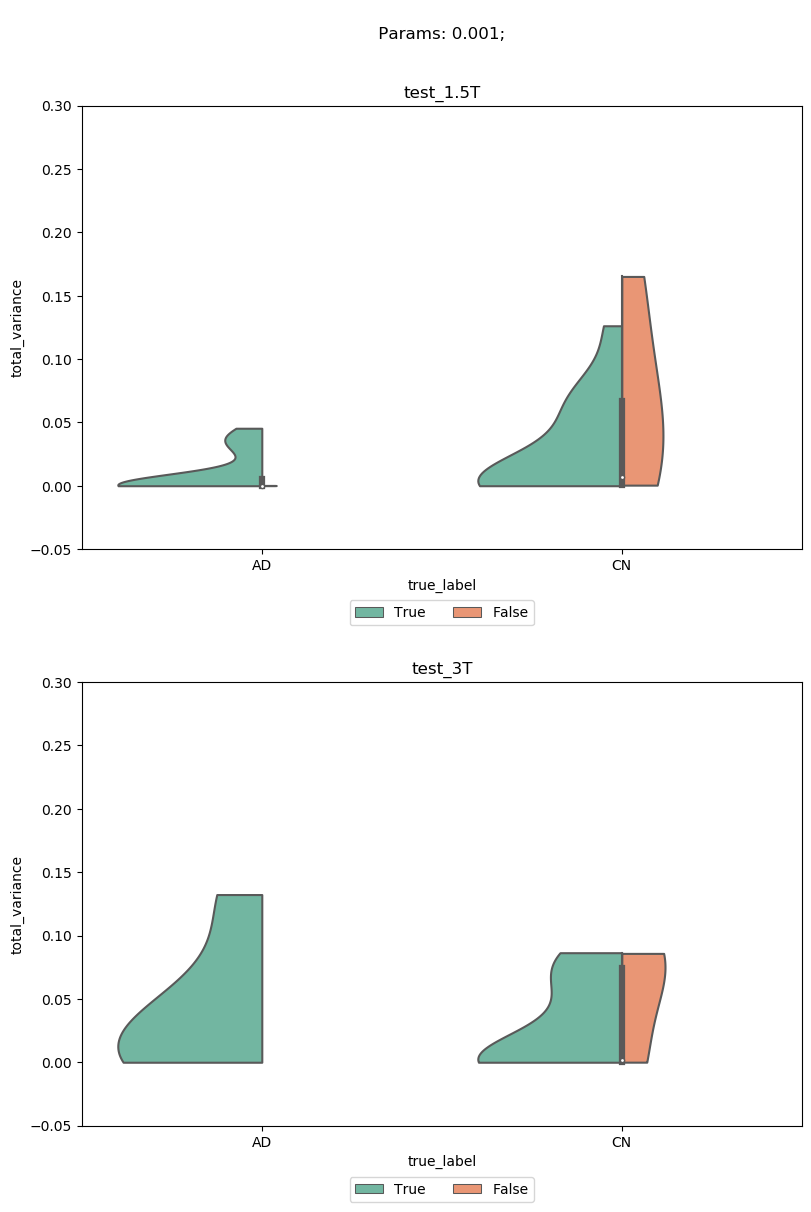 Params: 0.001;
test_1.5T
0.30
0.25
0.20
0.15
0.10
0.05
0.00
−0.05
total_variance
AD CN
true_label
True False
test_3T
0.30
0.25
0.20
0.15
0.10
0.05
0.00
−0.05
total_variance
AD CN
true_label
True False